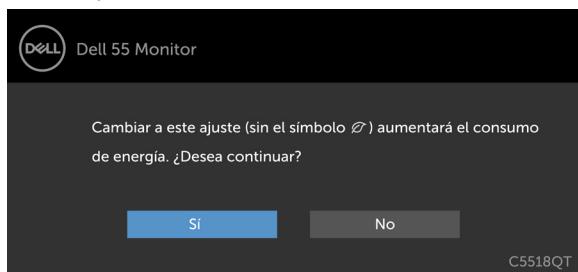 DELL Dell 55 Monitor
Cambiar a este ajuste (sin el símbolo ) aumentará el consumo
de energía. ¿Desea continuar?
Sí No
C5518QT